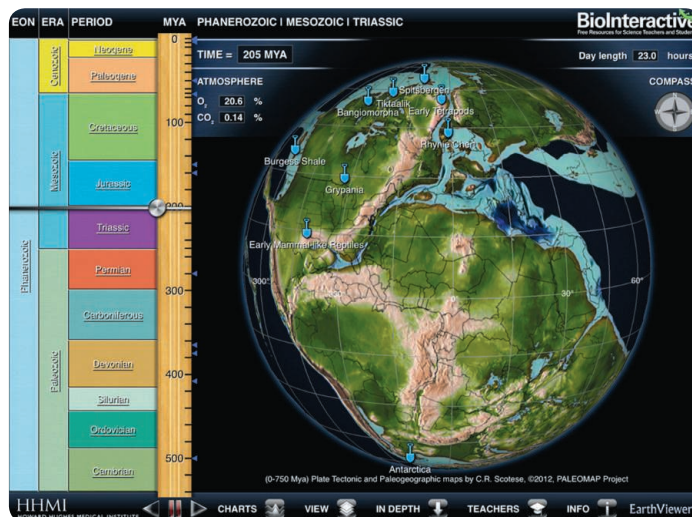 EON ERA PERIOD MYA PHANEROZOIC | MESOZOIC | TRIASSIC
BioInteractive
Free Resources for Science Teachers and Students
TIME = 205 MYA
Day length 23.0 hours
ATMOSPHERE
O2 20.6 %
CO2 0.14 %
COMPASS
Phanerozoic
Cenozoic
Mesozoic
Paleozoic
Neogene
Paleogene
Cretaceous
Jurassic
Triassic
Permian
Carboniferous
Devonian
Silurian
Ordovician
Cambrian
0
100
200
300
400
500
Spitsbergen
Tiktaalik
Bangiomorpha
Early Tetrapods
Rhynie Chert
Burgess Shale
Grypania
Early Mammal-like Reptiles
300°
30°
60°
Antarctica
(0-750 Mya) Plate Tectonic and Paleogeographic maps by C.R. Scotese, ©2012, PALEOMAP Project
HHMI
HOWARD HUGHES MEDICAL INSTITUTE
CHARTS VIEW IN DEPTH TEACHERS INFO EarthViewer